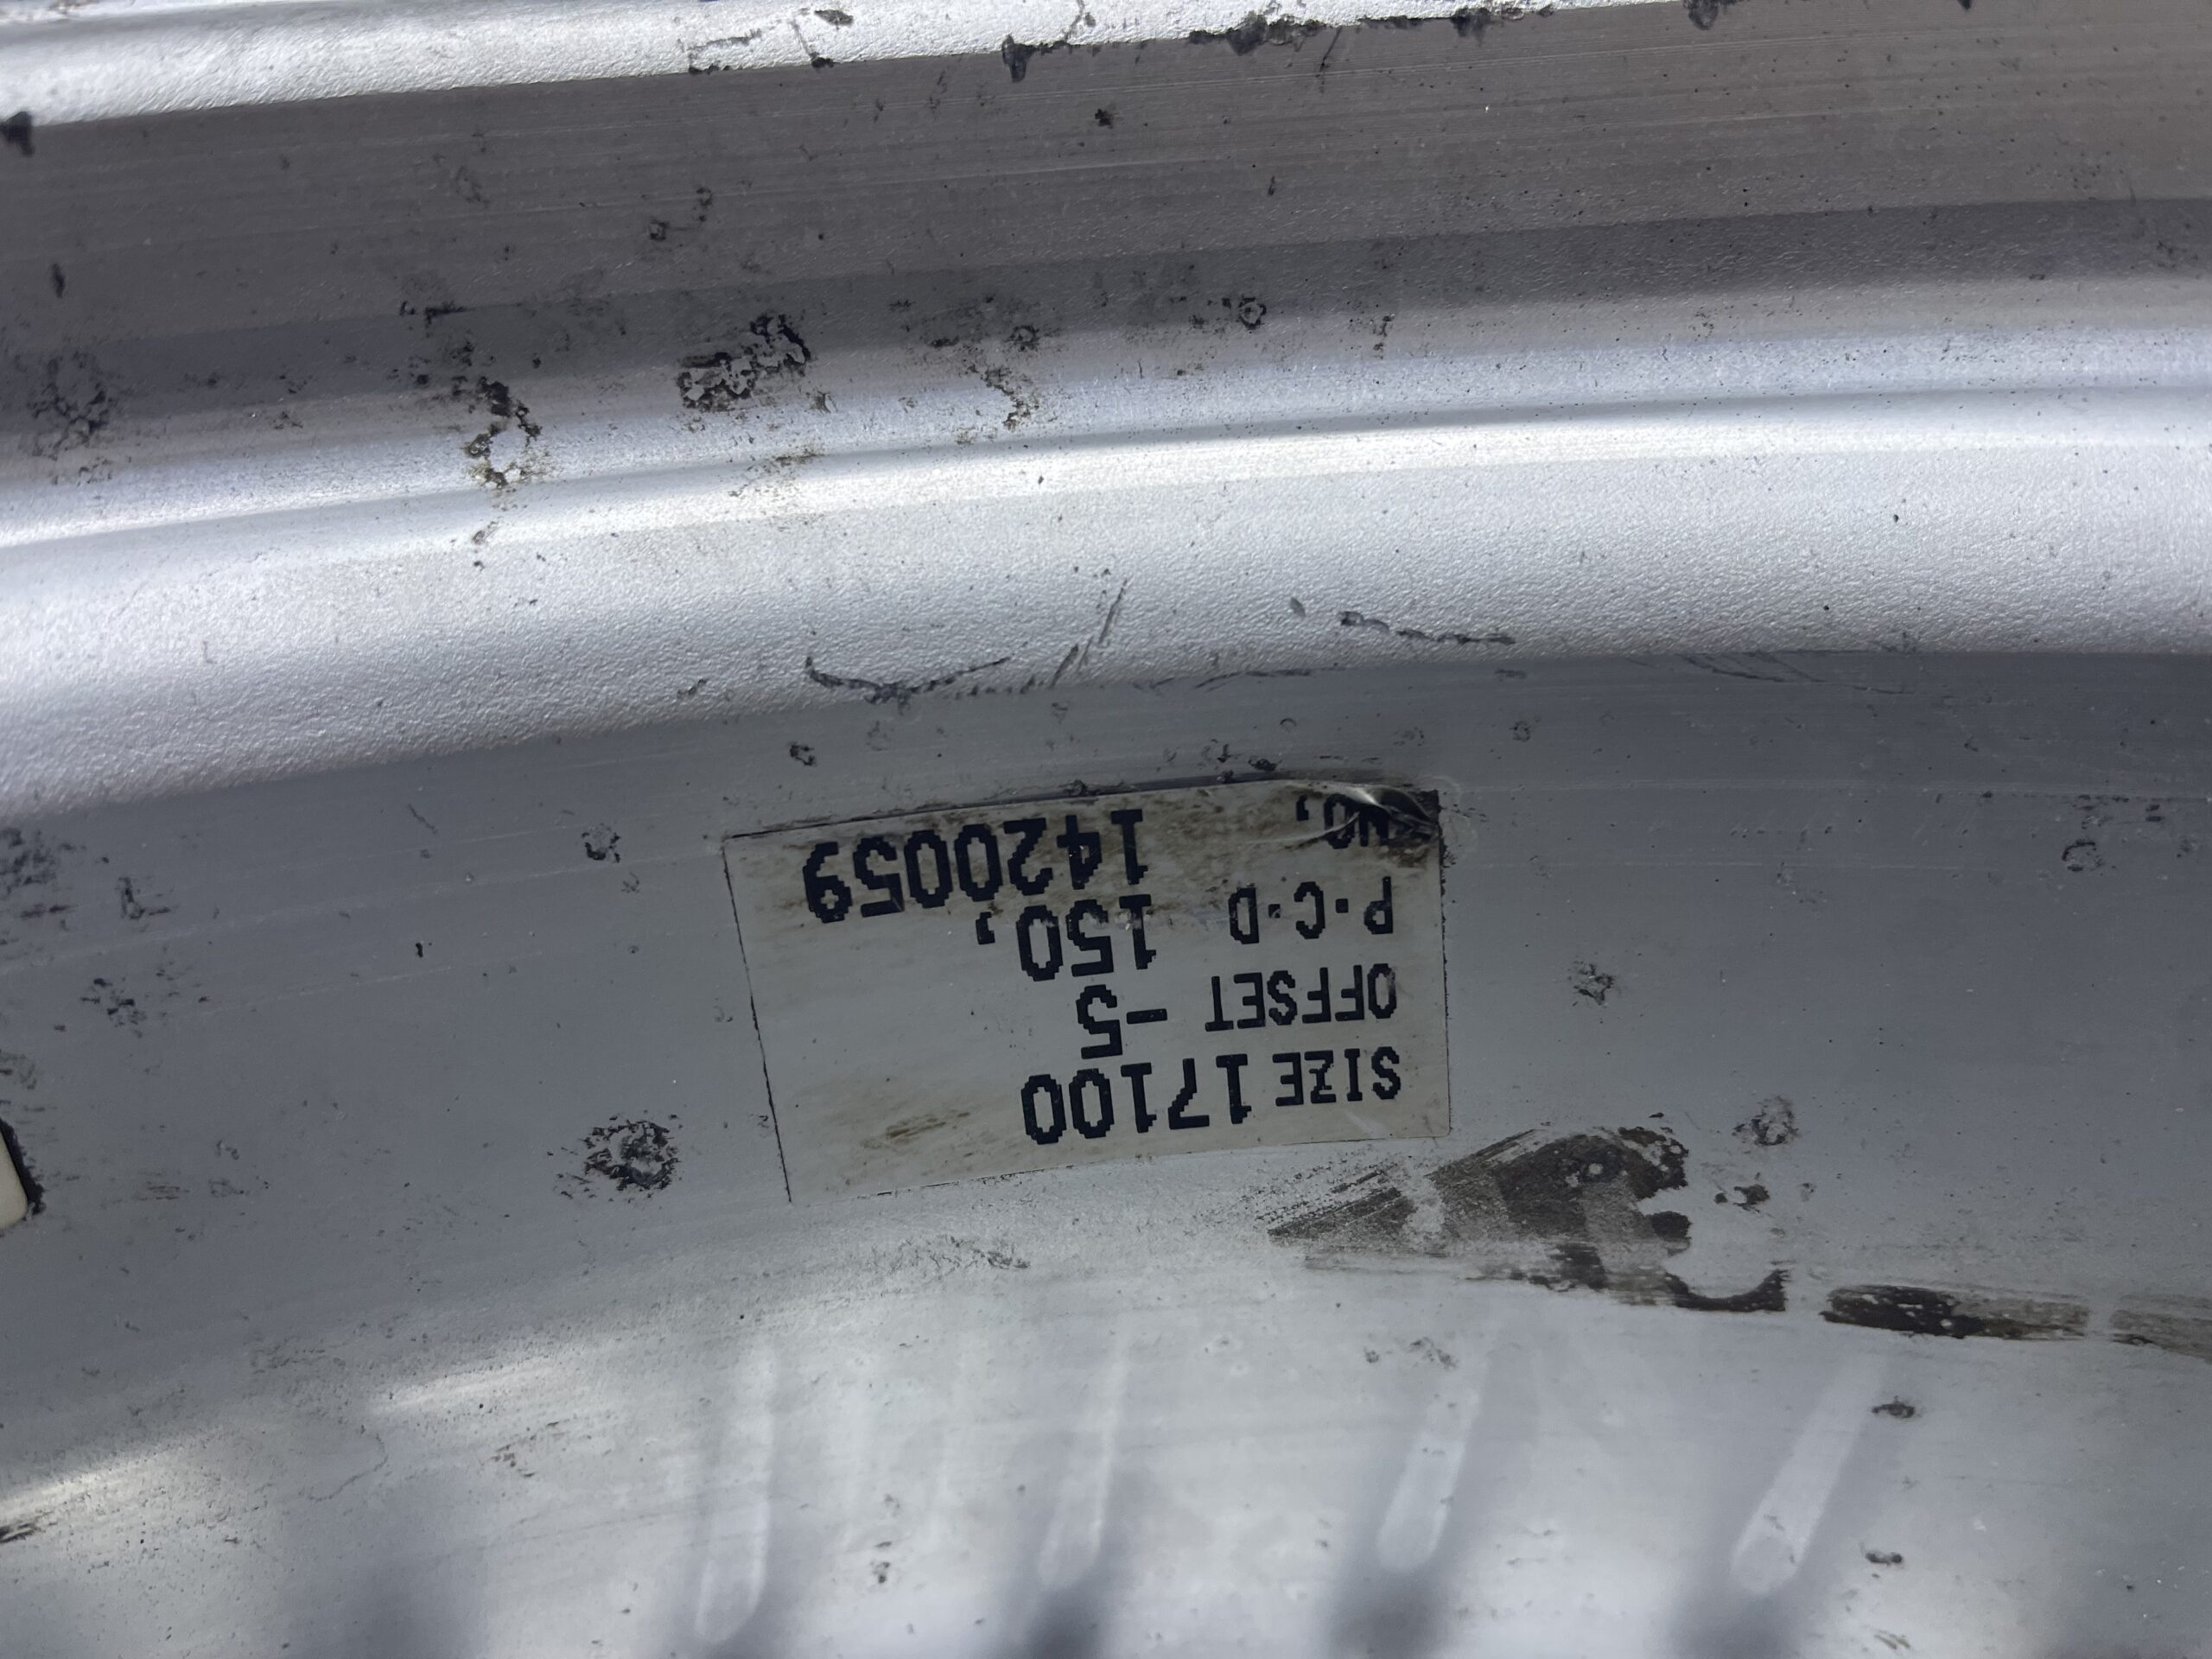 SIZE 17100
OFFSET -5
P·C·D 150,
NO, 1420059